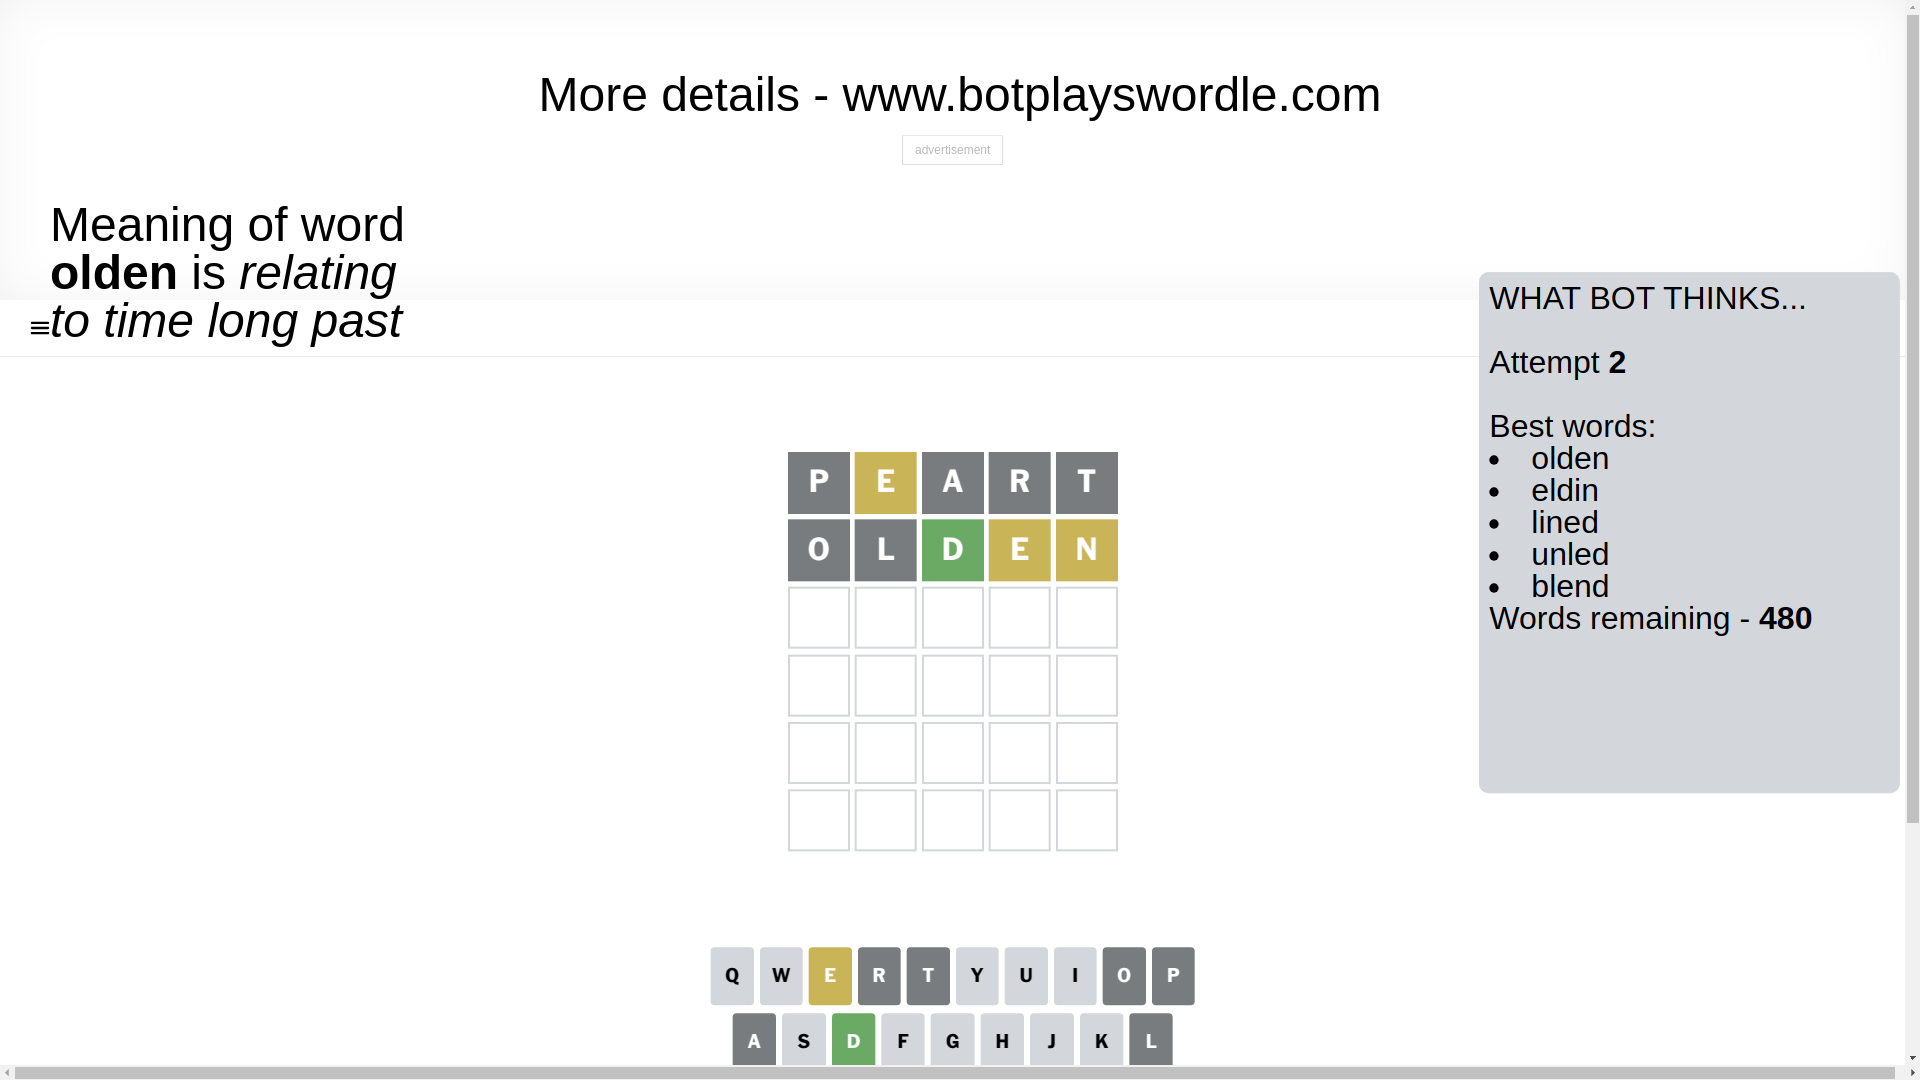 More details - www.botplayswordle.com
advertisement
Meaning of word
olden is relating
to time long past
WHAT BOT THINKS...
Attempt 2
Best words:
olden
eldin
lined
unled
blend
Words remaining - 480
P E A R T
O L D E N
Q W E R T Y U I O P
A S D F G H J K L